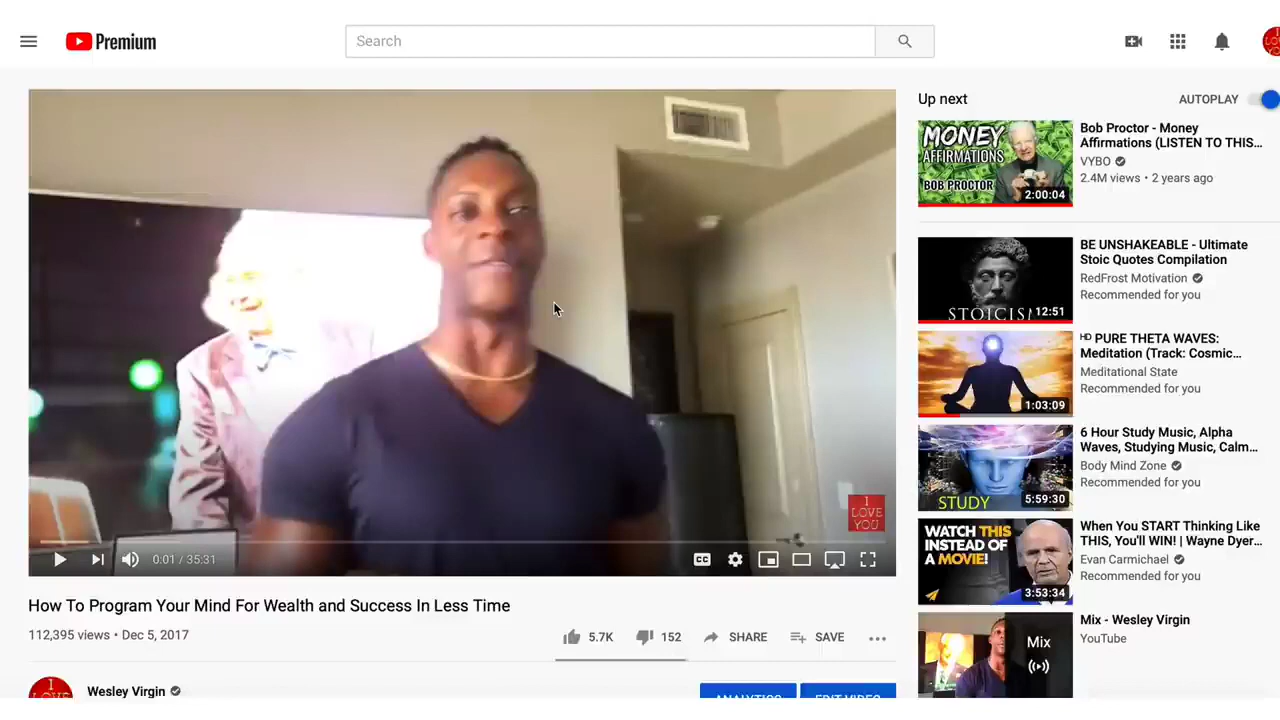 Premium
Search
I
LOVE
YOU
0:01 / 35:31
CC
How To Program Your Mind For Wealth and Success In Less Time
112,395 views • Dec 5, 2017
5.7K
152
SHARE
SAVE
Wesley Virgin
ANALYTICS
EDIT VIDEO
Up next
AUTOPLAY
MONEY
AFFIRMATIONS
BOB PROCTOR
2:00:04
Bob Proctor - Money
Affirmations (LISTEN TO THIS...
VYBO
2.4M views • 2 years ago
STOICISM
12:51
BE UNSHAKEABLE - Ultimate
Stoic Quotes Compilation
RedFrost Motivation
Recommended for you
1:03:09
HD PURE THETA WAVES:
Meditation (Track: Cosmic...
Meditational State
Recommended for you
STUDY
5:59:30
6 Hour Study Music, Alpha
Waves, Studying Music, Calm...
Body Mind Zone
Recommended for you
WATCH THIS
INSTEAD OF
A MOVIE!
3:53:34
When You START Thinking Like
THIS, You'll WIN! | Wayne Dyer...
Evan Carmichael
Recommended for you
Mix
Mix - Wesley Virgin
YouTube